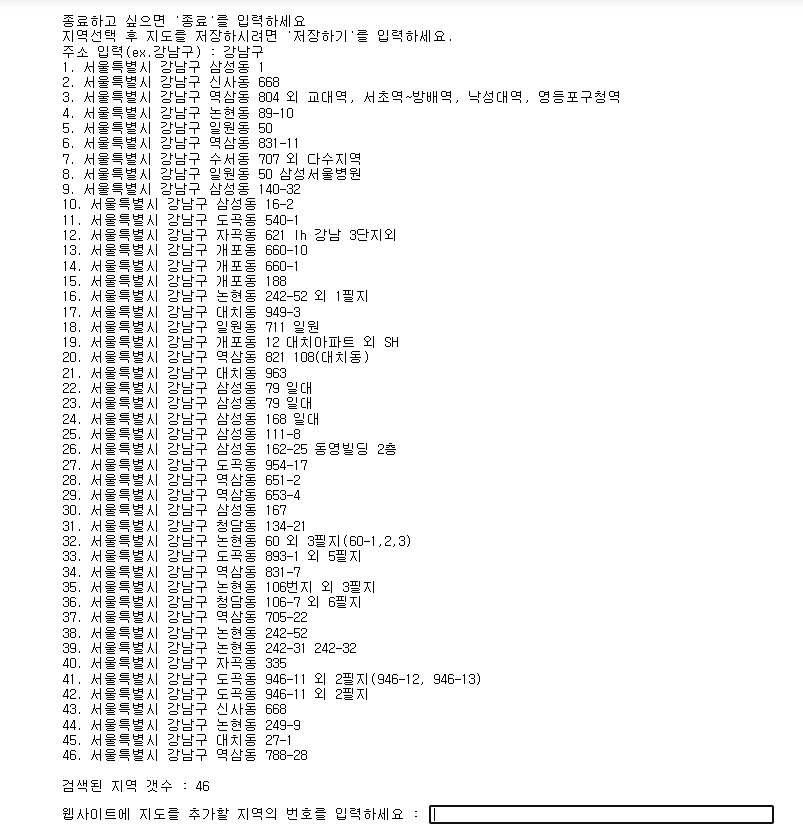 종료하고 싶으면 '종료'를 입력하세요
지역선택 후 지도를 저장하시려면 '저장하기'를 입력하세요.
주소 입력(ex.강남구) : 강남구
1. 서울특별시 강남구 삼성동 1
2. 서울특별시 강남구 신사동 668
3. 서울특별시 강남구 역삼동 804 외 교대역, 서초역~방배역, 낙성대역, 영등포구청역
4. 서울특별시 강남구 논현동 89-10
5. 서울특별시 강남구 일원동 50
6. 서울특별시 강남구 역삼동 831-11
7. 서울특별시 강남구 수서동 707 외 다수지역
8. 서울특별시 강남구 일원동 50 삼성서울병원
9. 서울특별시 강남구 삼성동 140-32
10. 서울특별시 강남구 삼성동 16-2
11. 서울특별시 강남구 도곡동 540-1
12. 서울특별시 강남구 자곡동 621 lh 강남 3단지외
13. 서울특별시 강남구 개포동 660-10
14. 서울특별시 강남구 개포동 660-1
15. 서울특별시 강남구 개포동 188
16. 서울특별시 강남구 논현동 242-52 외 1필지
17. 서울특별시 강남구 대치동 949-3
18. 서울특별시 강남구 일원동 711 일원
19. 서울특별시 강남구 개포동 12 대치아파트 외 SH
20. 서울특별시 강남구 역삼동 821 108(대치동)
21. 서울특별시 강남구 대치동 963
22. 서울특별시 강남구 삼성동 79 일대
23. 서울특별시 강남구 삼성동 79 일대
24. 서울특별시 강남구 삼성동 168 일대
25. 서울특별시 강남구 삼성동 111-8
26. 서울특별시 강남구 삼성동 162-25 동영빌딩 2층
27. 서울특별시 강남구 도곡동 954-17
28. 서울특별시 강남구 역삼동 651-2
29. 서울특별시 강남구 역삼동 653-4
30. 서울특별시 강남구 삼성동 167
31. 서울특별시 강남구 청담동 134-21
32. 서울특별시 강남구 논현동 60 외 3필지(60-1,2,3)
33. 서울특별시 강남구 도곡동 893-1 외 5필지
34. 서울특별시 강남구 역삼동 831-7
35. 서울특별시 강남구 논현동 106번지 외 3필지
36. 서울특별시 강남구 청담동 106-7 외 6필지
37. 서울특별시 강남구 역삼동 705-22
38. 서울특별시 강남구 논현동 242-52
39. 서울특별시 강남구 논현동 242-31 242-32
40. 서울특별시 강남구 자곡동 335
41. 서울특별시 강남구 도곡동 946-11 외 2필지(946-12, 946-13)
42. 서울특별시 강남구 도곡동 946-11 외 2필지
43. 서울특별시 강남구 신사동 668
44. 서울특별시 강남구 논현동 249-9
45. 서울특별시 강남구 대치동 27-1
46. 서울특별시 강남구 역삼동 788-28
검색된 지역 갯수 : 46
웹사이트에 지도를 추가할 지역의 번호를 입력하세요 :